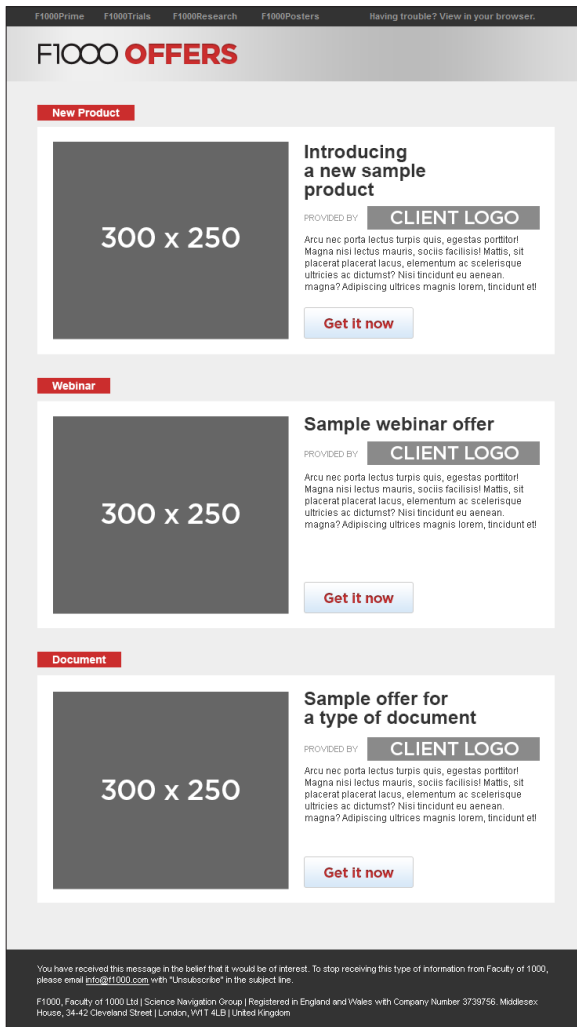 F1000Prime F1000Trials F1000Research F1000Posters Having trouble? View in your browser.
F1000 OFFERS
New Product
300 x 250
Introducing
a new sample
product
PROVIDED BY CLIENT LOGO
Arcu nec porta lectus turpis quis, egestas porttitor!
Magna nisi lectus mauris, sociis facilisis! Mattis, sit
placerat placerat lacus, elementum ac scelerisque
ultricies ac dictumst? Nisi tincidunt eu aenean.
magna? Adipiscing ultrices magnis lorem, tincidunt et!
Get it now
Webinar
300 x 250
Sample webinar offer
PROVIDED BY CLIENT LOGO
Arcu nec porta lectus turpis quis, egestas porttitor!
Magna nisi lectus mauris, sociis facilisis! Mattis, sit
placerat placerat lacus, elementum ac scelerisque
ultricies ac dictumst? Nisi tincidunt eu aenean.
magna? Adipiscing ultrices magnis lorem, tincidunt et!
Get it now
Document
300 x 250
Sample offer for
a type of document
PROVIDED BY CLIENT LOGO
Arcu nec porta lectus turpis quis, egestas porttitor!
Magna nisi lectus mauris, sociis facilisis! Mattis, sit
placerat placerat lacus, elementum ac scelerisque
ultricies ac dictumst? Nisi tincidunt eu aenean.
magna? Adipiscing ultrices magnis lorem, tincidunt et!
Get it now
You have received this message in the belief that it would be of interest. To stop receiving this type of information from Faculty of 1000,
please email info@f1000.com with "Unsubscribe" in the subject line.
F1000, Faculty of 1000 Ltd | Science Navigation Group | Registered in England and Wales with Company Number 3739756. Middlesex
House, 34-42 Cleveland Street | London, W1T 4LB | United Kingdom